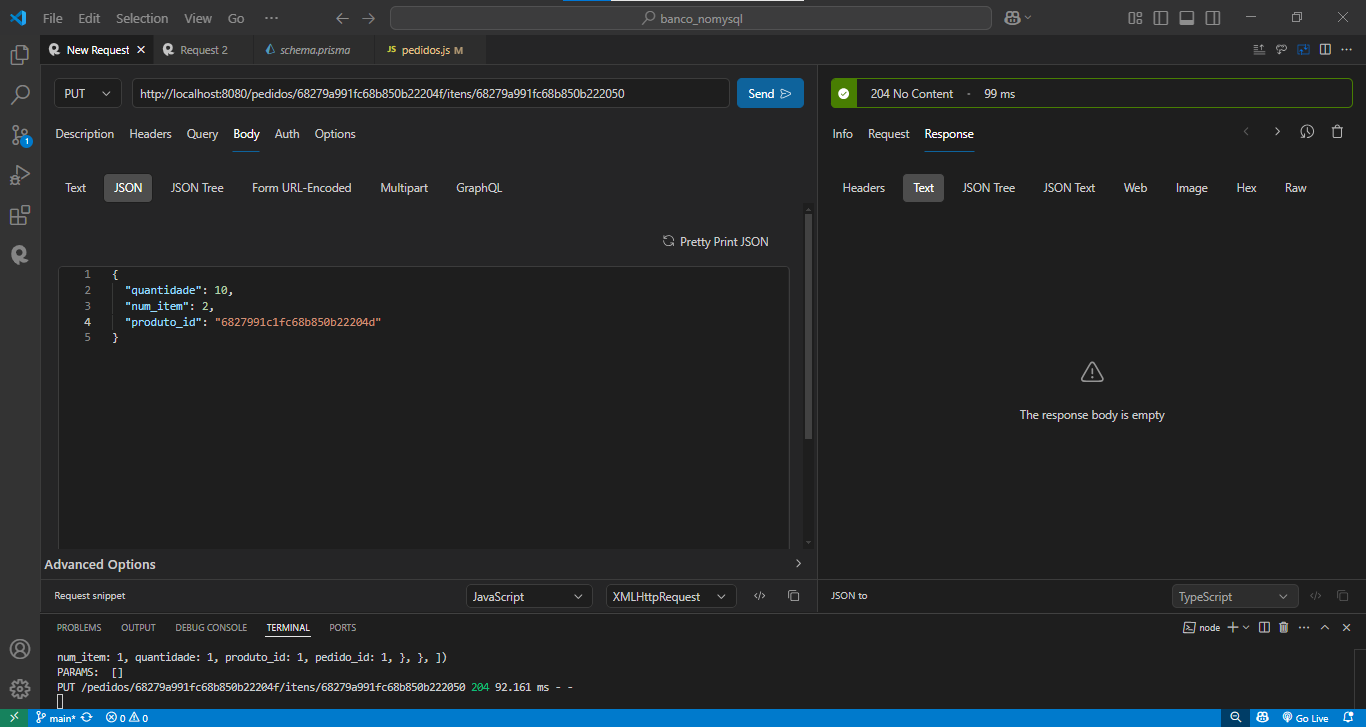 File Edit Selection View Go ··· banco_nomysql
New Request Request 2 schema.prisma JS pedidos.js M
PUT http://localhost:8080/pedidos/68279a991fc68b850b22204f/itens/68279a991fc68b850b222050 Send
204 No Content · 99 ms
Description Headers Query Body Auth Options
Info Request Response
Text JSON JSON Tree Form URL-Encoded Multipart GraphQL
Headers Text JSON Tree JSON Text Web Image Hex Raw
Pretty Print JSON
1 {
2 "quantidade": 10,
3 "num_item": 2,
4 "produto_id": "6827991c1fc68b850b22204d"
5 }
The response body is empty
1
Advanced Options
Request snippet JavaScript XMLHttpRequest
JSON to TypeScript
PROBLEMS OUTPUT DEBUG CONSOLE TERMINAL PORTS node
num_item: 1, quantidade: 1, produto_id: 1, pedido_id: 1, }, }, ])
PARAMS: []
PUT /pedidos/68279a991fc68b850b22204f/itens/68279a991fc68b850b222050 204 92.161 ms - -
main* 0 0 Go Live